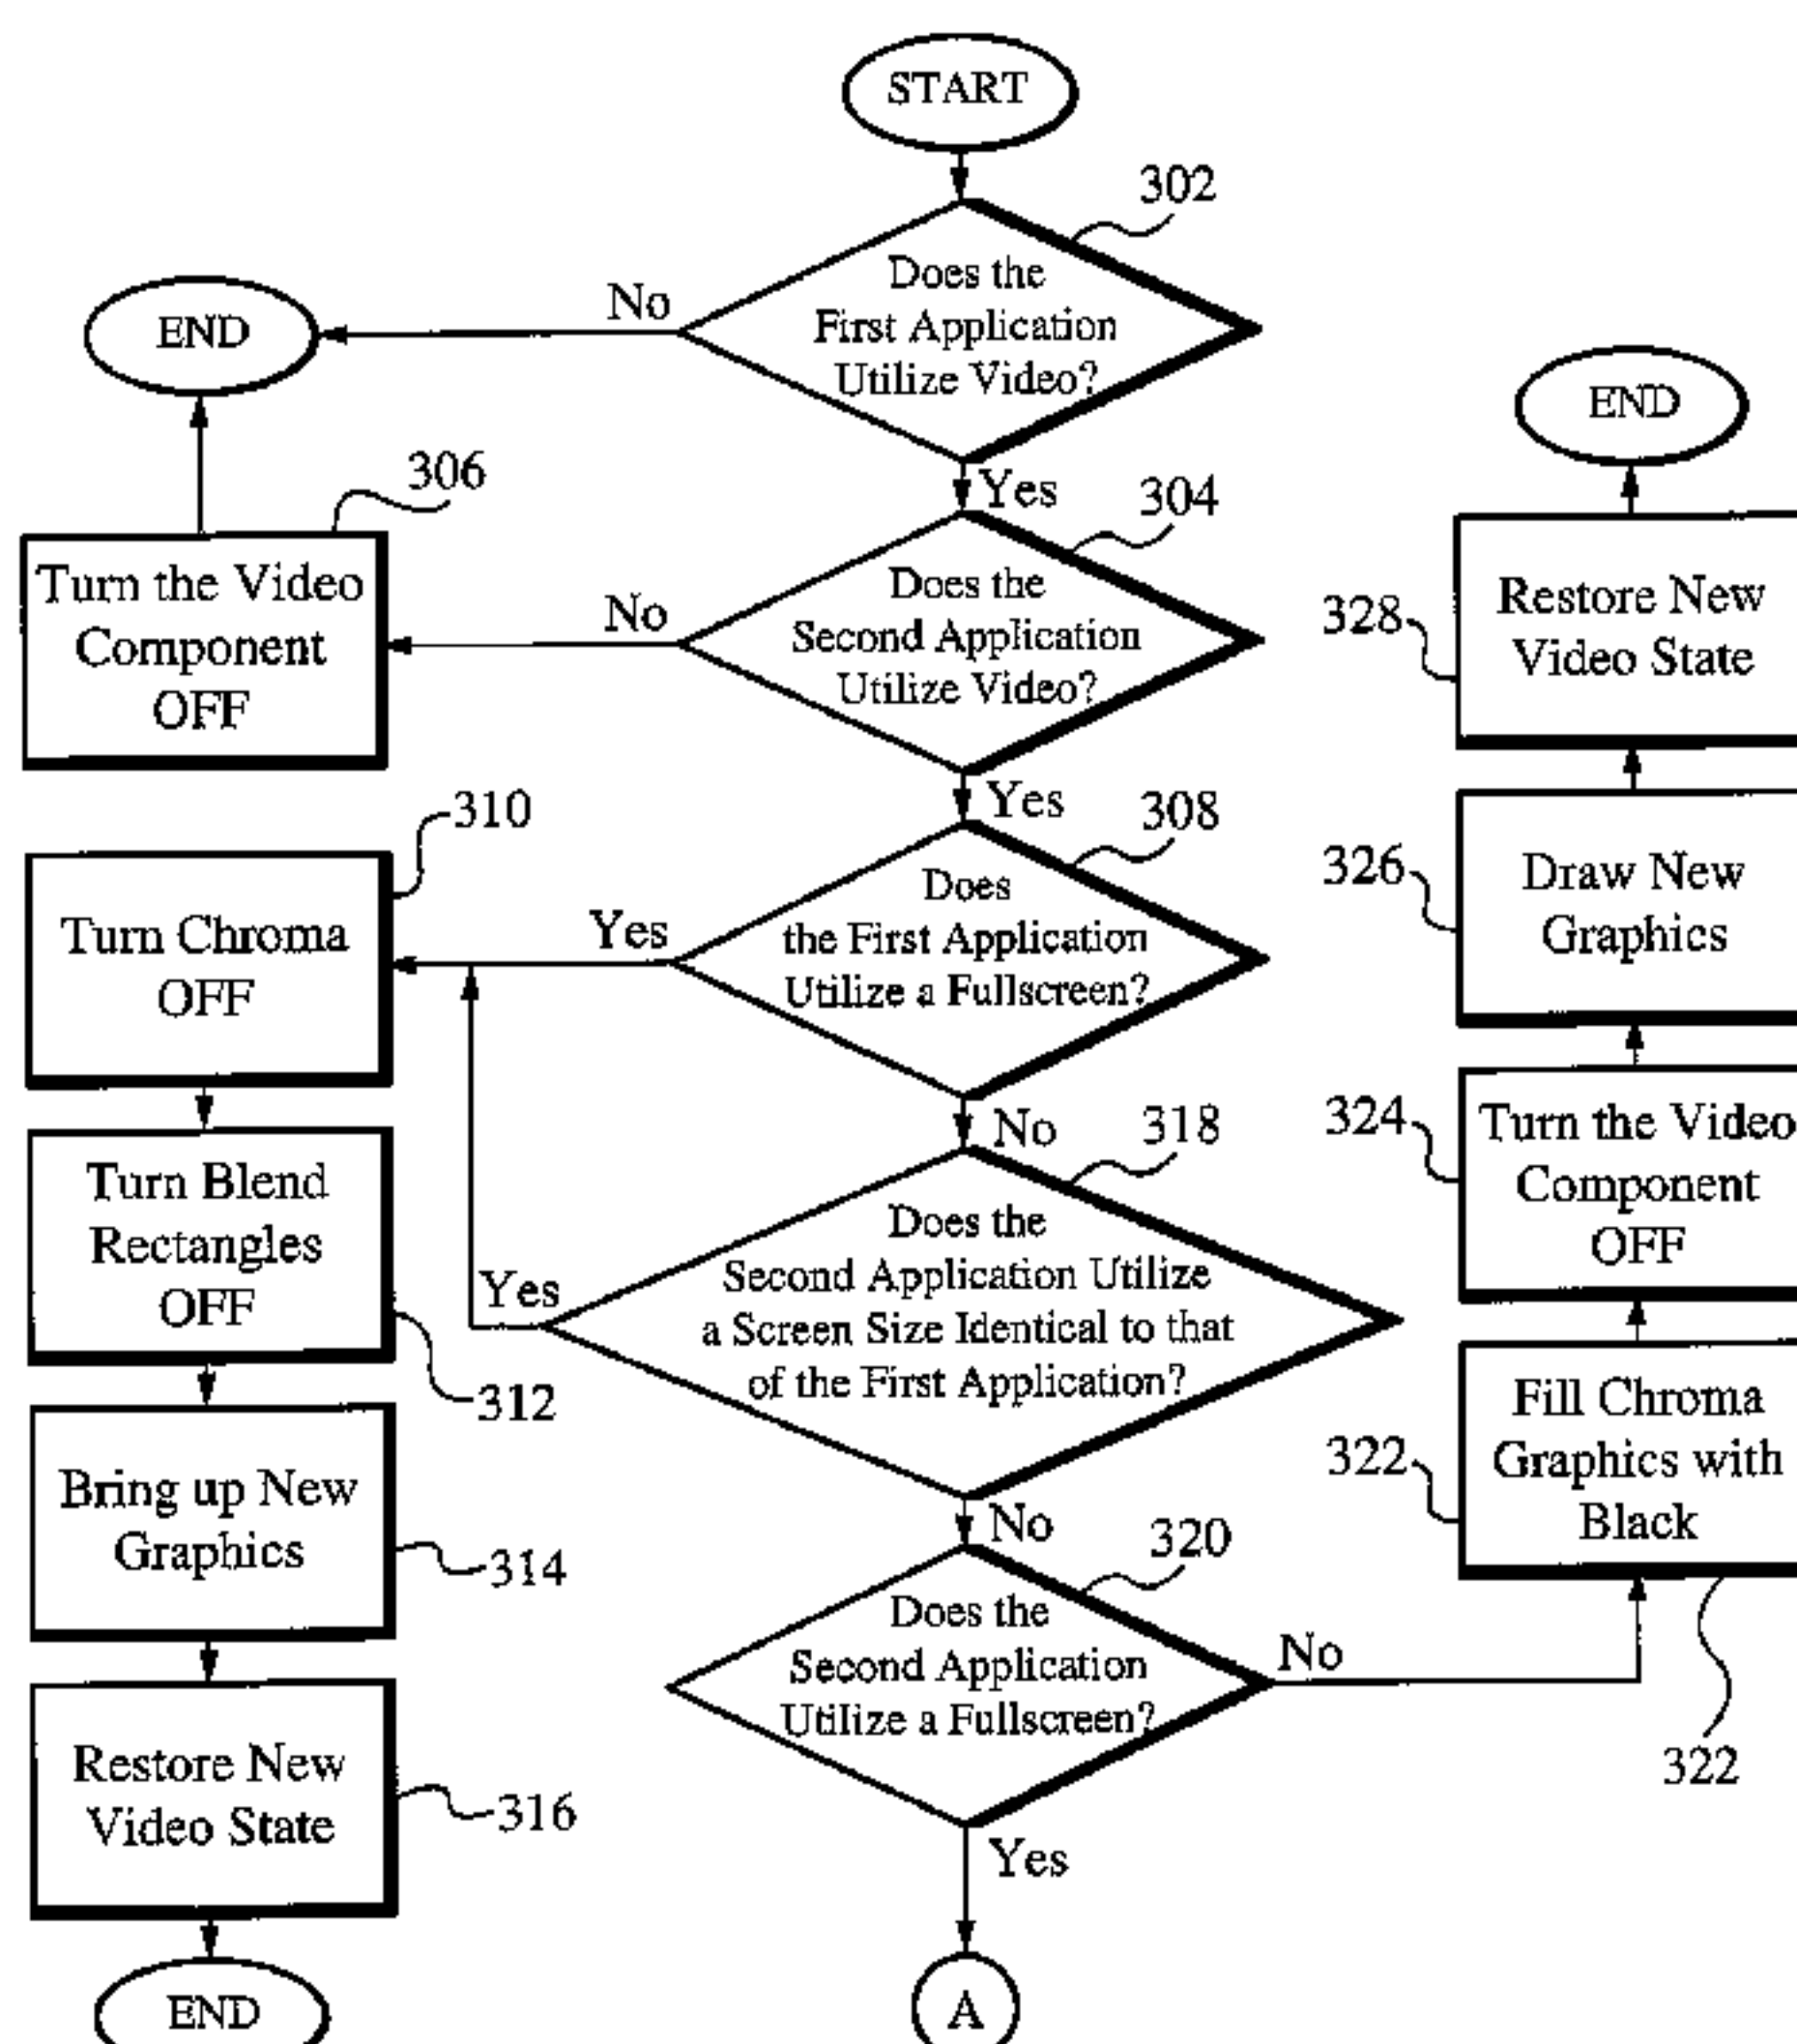 START
302
Does the
First Application
Utilize Video?
No
END
Yes
304
Does the
Second Application
Utilize Video?
No
306
Turn the Video
Component
OFF
Yes
308
Does
the First Application
Utilize a Fullscreen?
Yes
310
Turn Chroma
OFF
Turn Blend
Rectangles
OFF
312
Bring up New
Graphics
314
Restore New
Video State
316
END
No
318
Does the
Second Application Utilize
a Screen Size Identical to that
of the First Application?
Yes
No
320
Does the
Second Application
Utilize a Fullscreen?
Yes
A
No
322
Fill Chroma
Graphics with
Black
322
324
Turn the Video
Component
OFF
326
Draw New
Graphics
328
Restore New
Video State
END